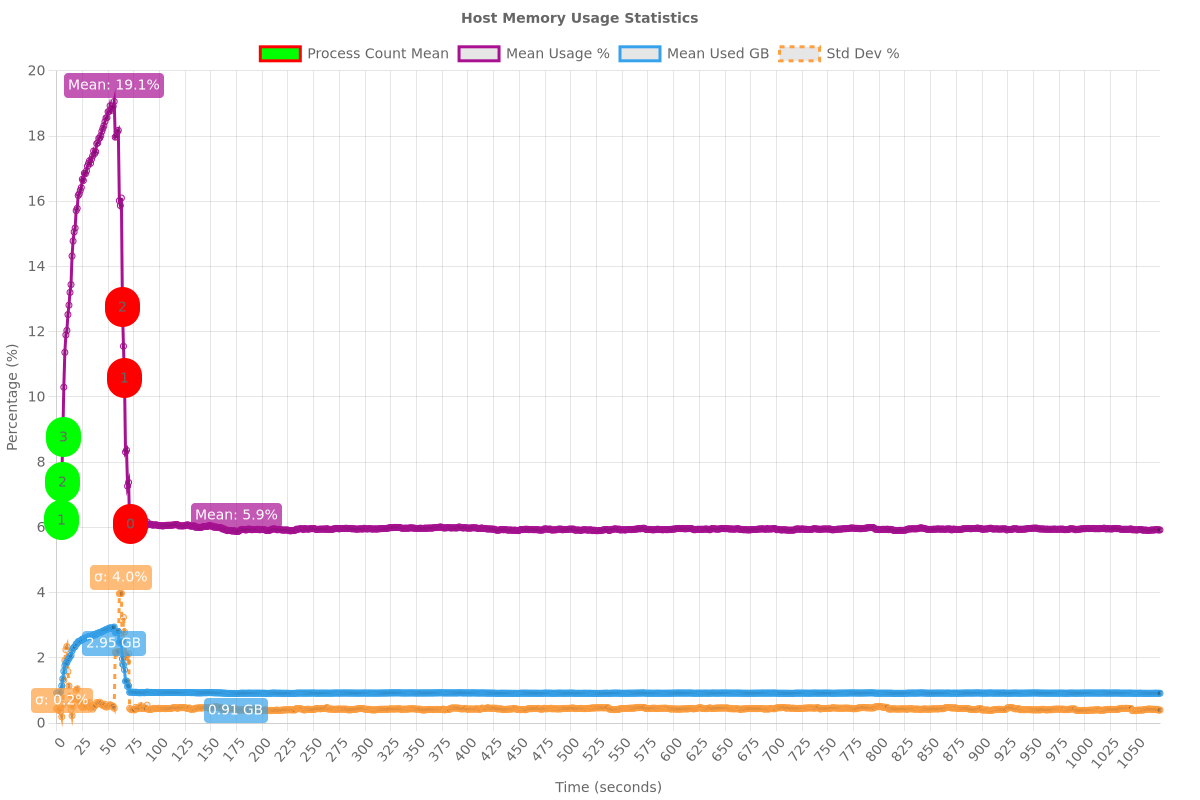 Host Memory Usage Statistics
Process Count Mean Mean Usage % Mean Used GB Std Dev %
Percentage (%)
20
18
16
14
12
10
8
6
4
2
0
Mean: 19.1%
2
1
3
2
1
0
Mean: 5.9%
σ: 4.0%
2.95 GB
σ: 0.2%
0.91 GB
0 25 50 75 100 125 150 175 200 225 250 275 300 325 350 375 400 425 450 475 500 525 550 575 600 625 650 675 700 725 750 775 800 825 850 875 900 925 950 975 1000 1025 1050
Time (seconds)